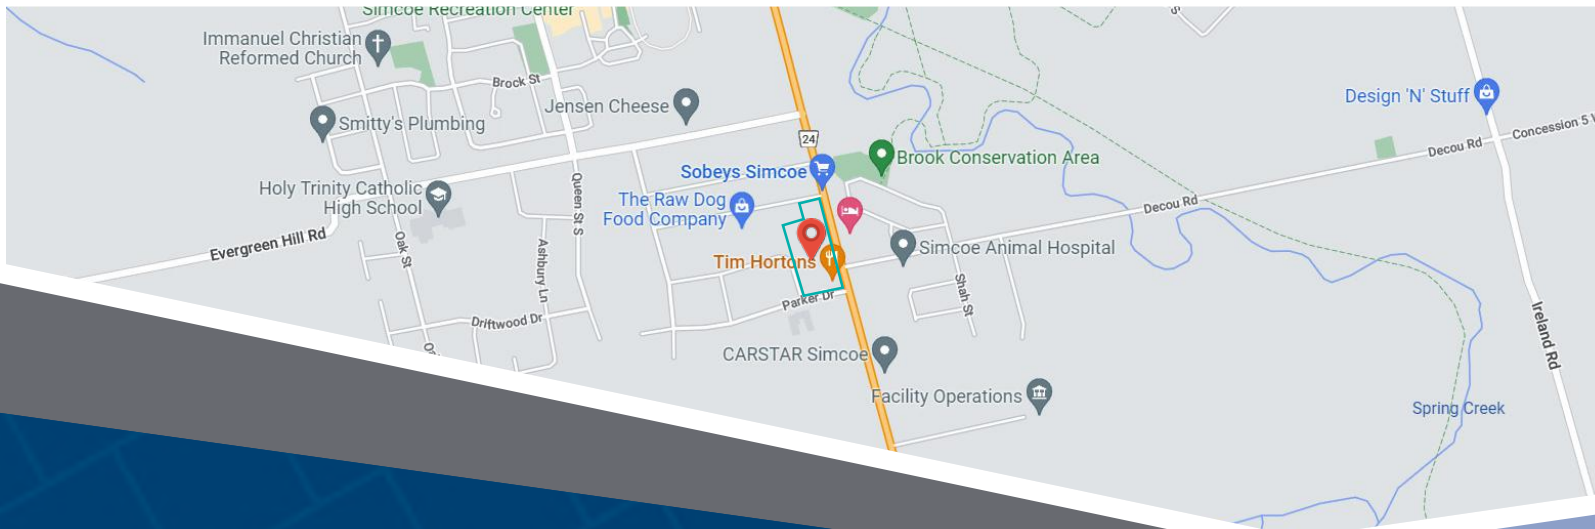 Simcoe Recreation Center
Immanuel Christian
Reformed Church
Brock St
Jensen Cheese
Smitty's Plumbing
24
Design 'N' Stuff
Concession 5
Decou Rd
Brook Conservation Area
Sobeys Simcoe
Holy Trinity Catholic
High School
Queen St S
The Raw Dog
Food Company
Decou Rd
Evergreen Hill Rd
Oak St
Ashbury Ln
Simcoe Animal Hospital
Tim Hortons
Shah St
Parker Dr
Driftwood Dr
Ireland Rd
CARSTAR Simcoe
Facility Operations
Spring Creek